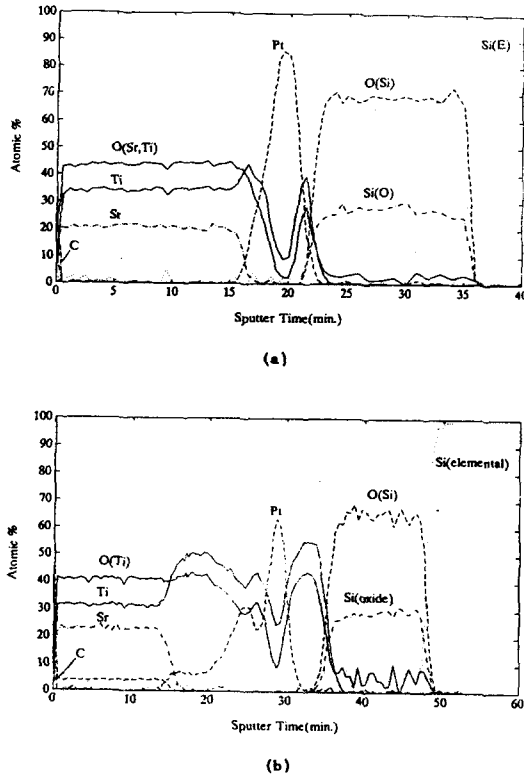 100
90
80
70
60
50
40
30
20
10
0
Atomic %
Pt
Si(E)
O(Si)
O(Sr,Ti)
Ti
Sr
C
Si(O)
0 5 10 15 20 25 30 35 40
Sputter Time(min.)
(a)
100
90
80
70
60
50
40
30
20
10
0
Atomic %
Si(elemental)
Pt
O(Si)
O(Ti)
Ti
Sr
C
Si(oxide)
0 10 20 30 40 50 60
Sputter Time(min.)
(b)